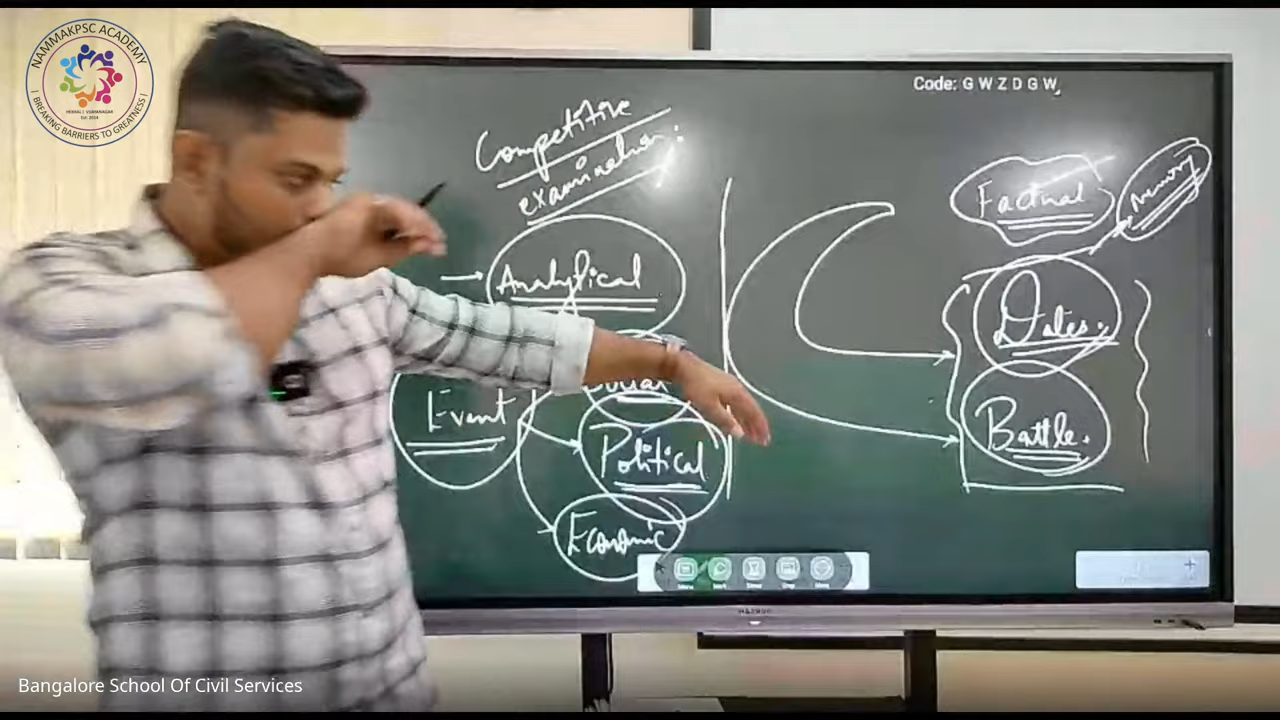 NAMMAKPSC ACADEMY
| BREAKING BARRIERS TO GREATNESS |
Code: G W Z D G W
Competitive
examination:
Analytical
Event
Social
Political
Economic
Factual
Memory
Dates:
Battle.
Bangalore School Of Civil Services